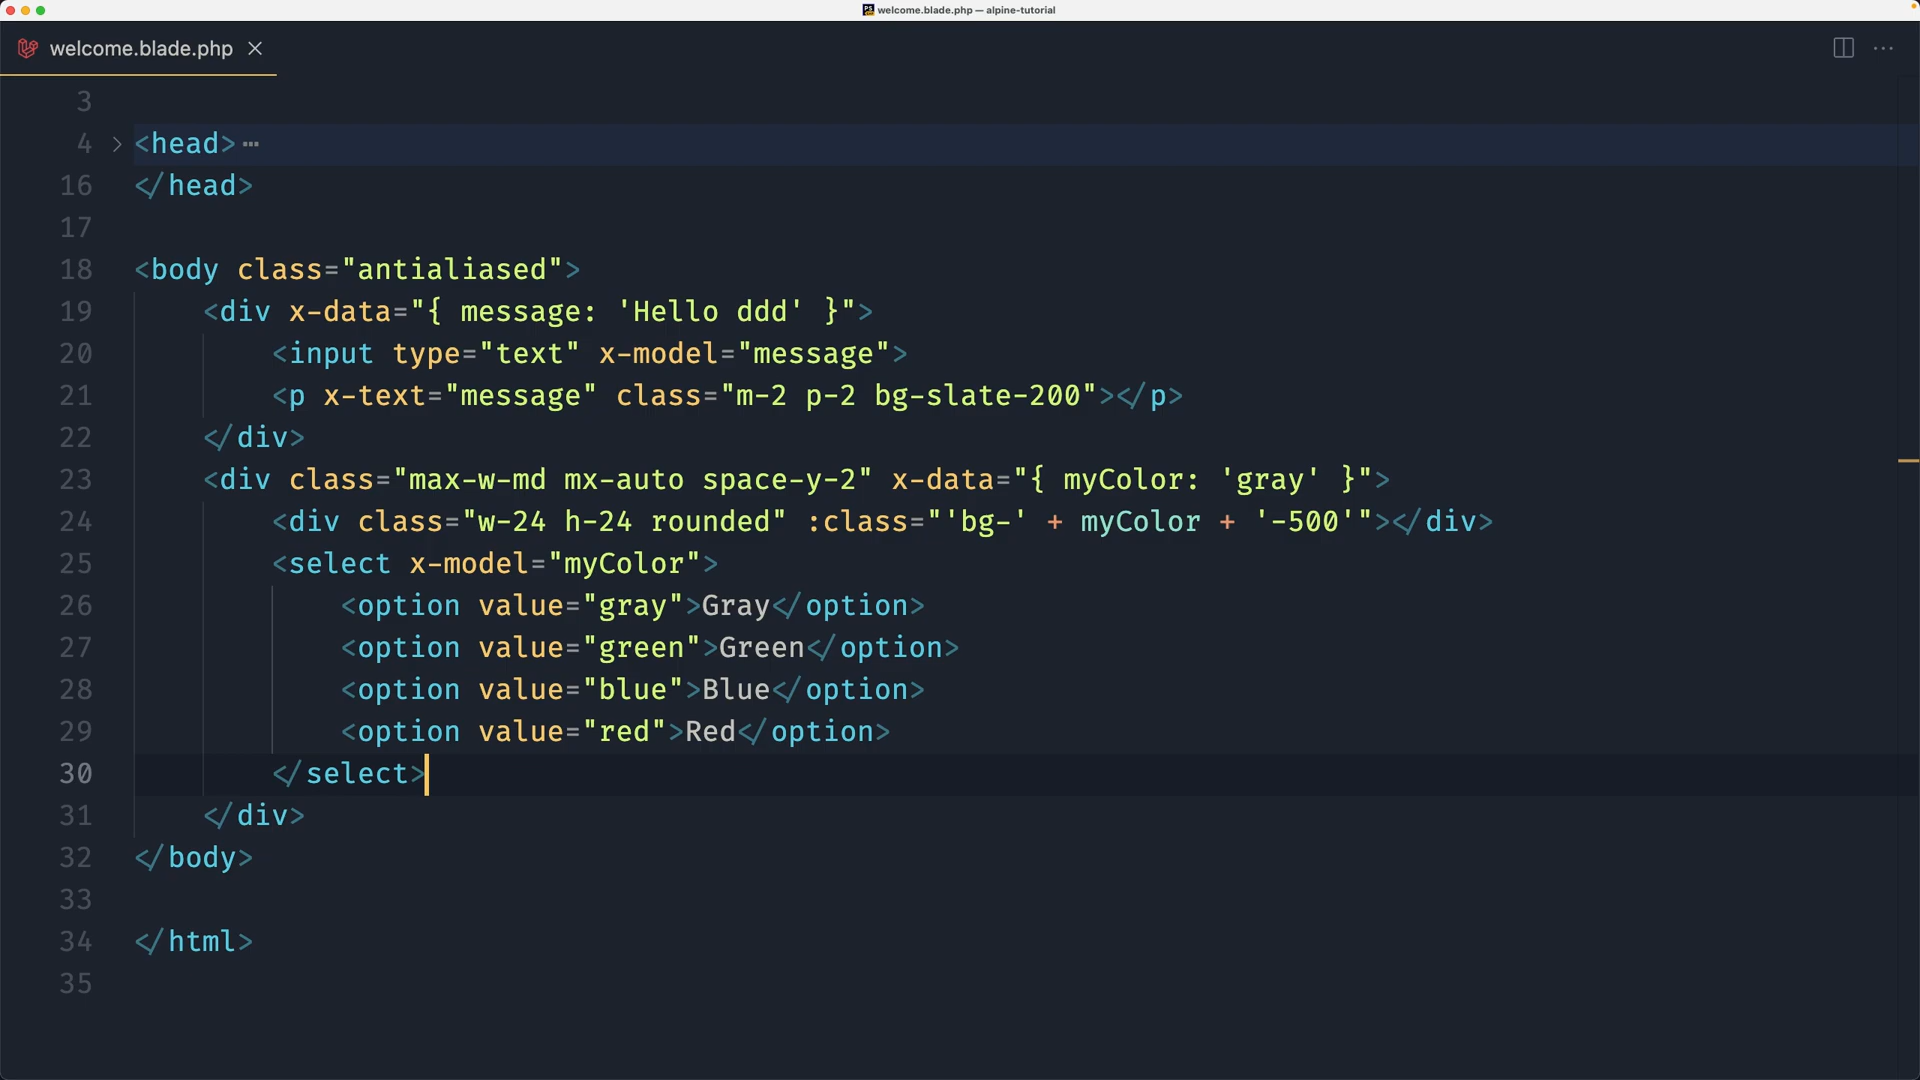 welcome.blade.php — alpine-tutorial
welcome.blade.php
3
4 <head>
16 </head>
17
18 <body class="antialiased">
19 <div x-data="{ message: 'Hello ddd' }">
20 <input type="text" x-model="message">
21 <p x-text="message" class="m-2 p-2 bg-slate-200"></p>
22 </div>
23 <div class="max-w-md mx-auto space-y-2" x-data="{ myColor: 'gray' }">
24 <div class="w-24 h-24 rounded" :class="'bg-' + myColor + '-500'"></div>
25 <select x-model="myColor">
26 <option value="gray">Gray</option>
27 <option value="green">Green</option>
28 <option value="blue">Blue</option>
29 <option value="red">Red</option>
30 </select>
31 </div>
32 </body>
33
34 </html>
35